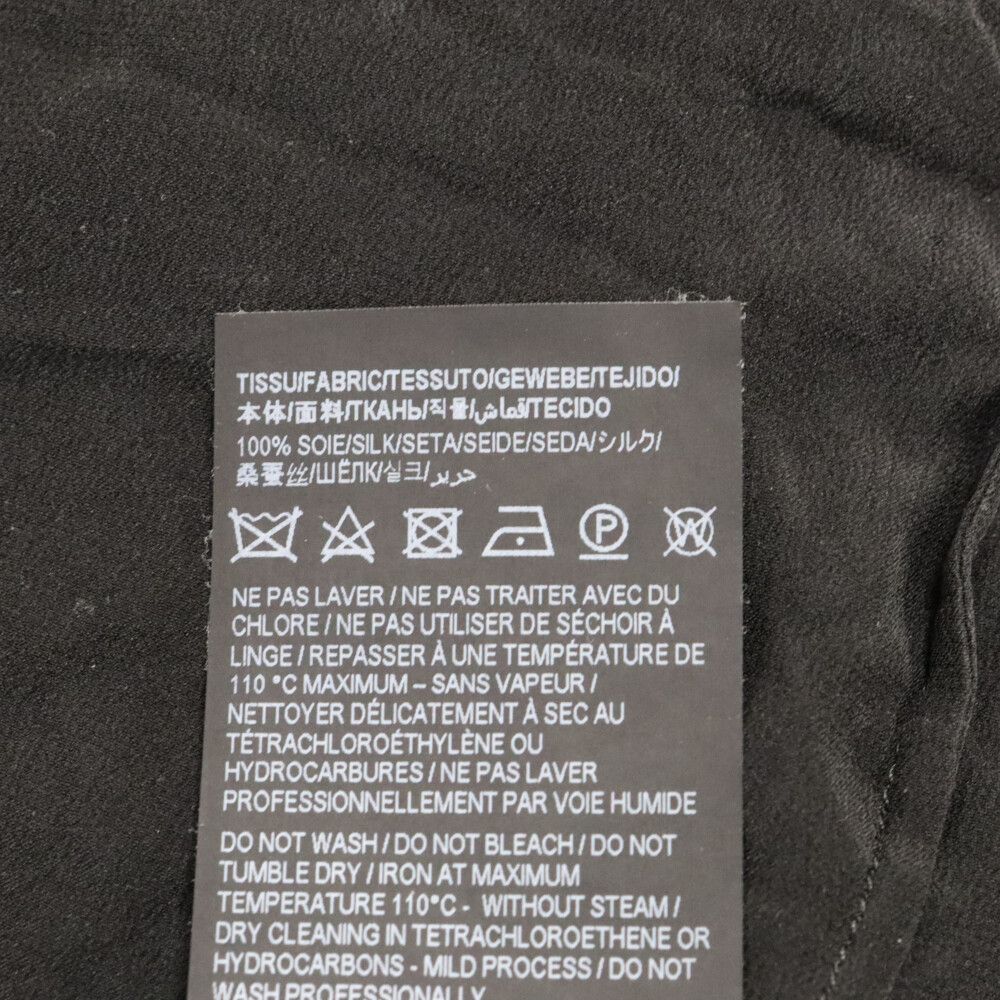 TISSU/FABRIC/TESSUTO/GEWEBE/TEJIDO/
本体/面料/ТКАНЬ/직물/قماش/TECIDO
100% SOIE/SILK/SETA/SEIDE/SEDA/シルク/
桑蚕丝/ШЁЛК/실크/حرير
P
W
NE PAS LAVER / NE PAS TRAITER AVEC DU
CHLORE / NE PAS UTILISER DE SÉCHOIR À
LINGE / REPASSER À UNE TEMPÉRATURE DE
110 °C MAXIMUM – SANS VAPEUR /
NETTOYER DÉLICATEMENT À SEC AU
TÉTRACHLOROÉTHYLÈNE OU
HYDROCARBURES / NE PAS LAVER
PROFESSIONNELLEMENT PAR VOIE HUMIDE
DO NOT WASH / DO NOT BLEACH / DO NOT
TUMBLE DRY / IRON AT MAXIMUM
TEMPERATURE 110°C - WITHOUT STEAM /
DRY CLEANING IN TETRACHLOROETHENE OR
HYDROCARBONS - MILD PROCESS / DO NOT
WASH PROFESSIONALLY